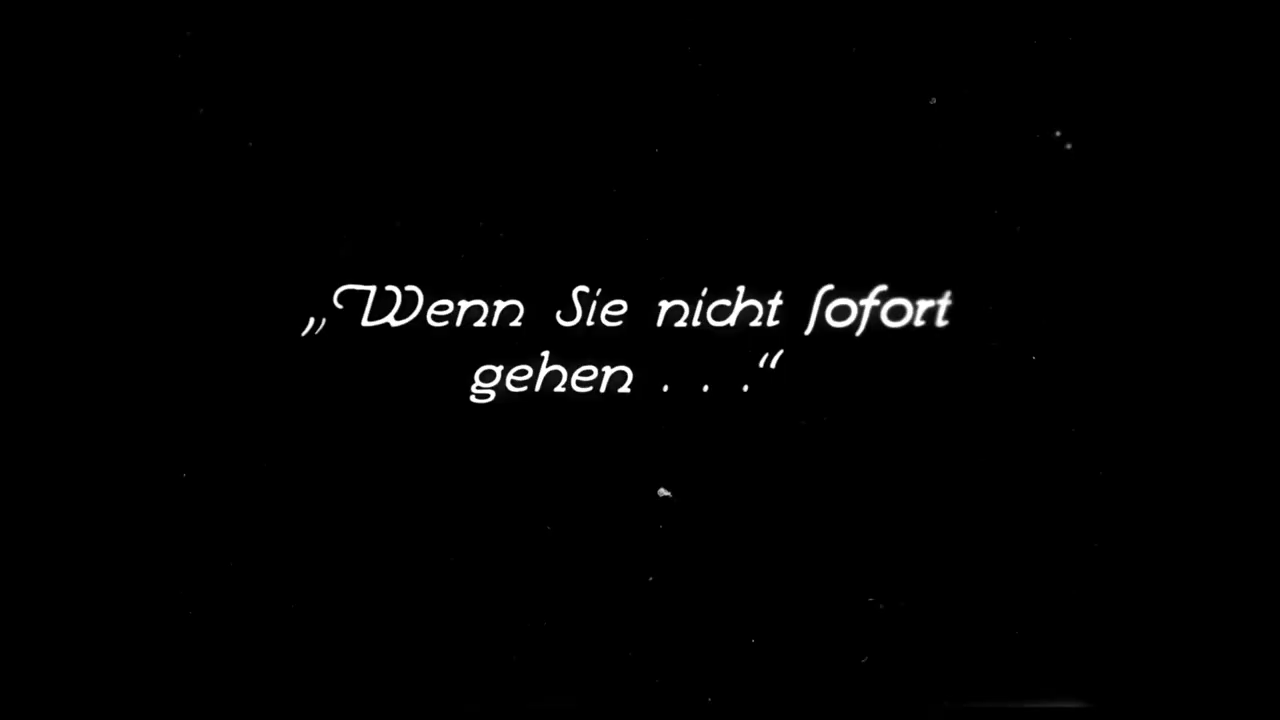 „Wenn Sie nicht ſofort
gehen . . .“